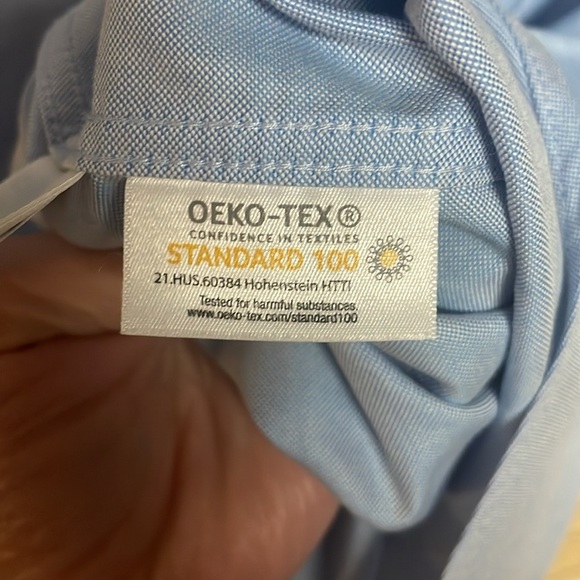 OEKO-TEX®
CONFIDENCE IN TEXTILES
STANDARD 100
21.HUS.60384 Hohenstein HTTI
Tested for harmful substances.
www.oeko-tex.com/standard100